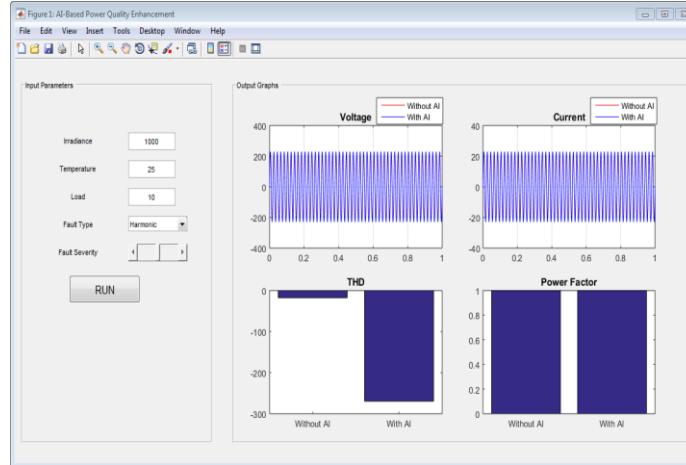 Figure 1: AI-Based Power Quality Enhancement
File Edit View Insert Tools Desktop Window Help
Input Parameters
Irradiance 1000
Temperature 25
Load 10
Fault Type Harmonic
Fault Severity
RUN
Output Graphs
Voltage
Without AI
With AI
400
200
0
-200
-400
0 0.2 0.4 0.6 0.8 1
Current
Without AI
With AI
40
20
0
-20
-40
0 0.2 0.4 0.6 0.8 1
THD
0
-100
-200
-300
Without AI With AI
Power Factor
1
0.8
0.6
0.4
0.2
0
Without AI With AI